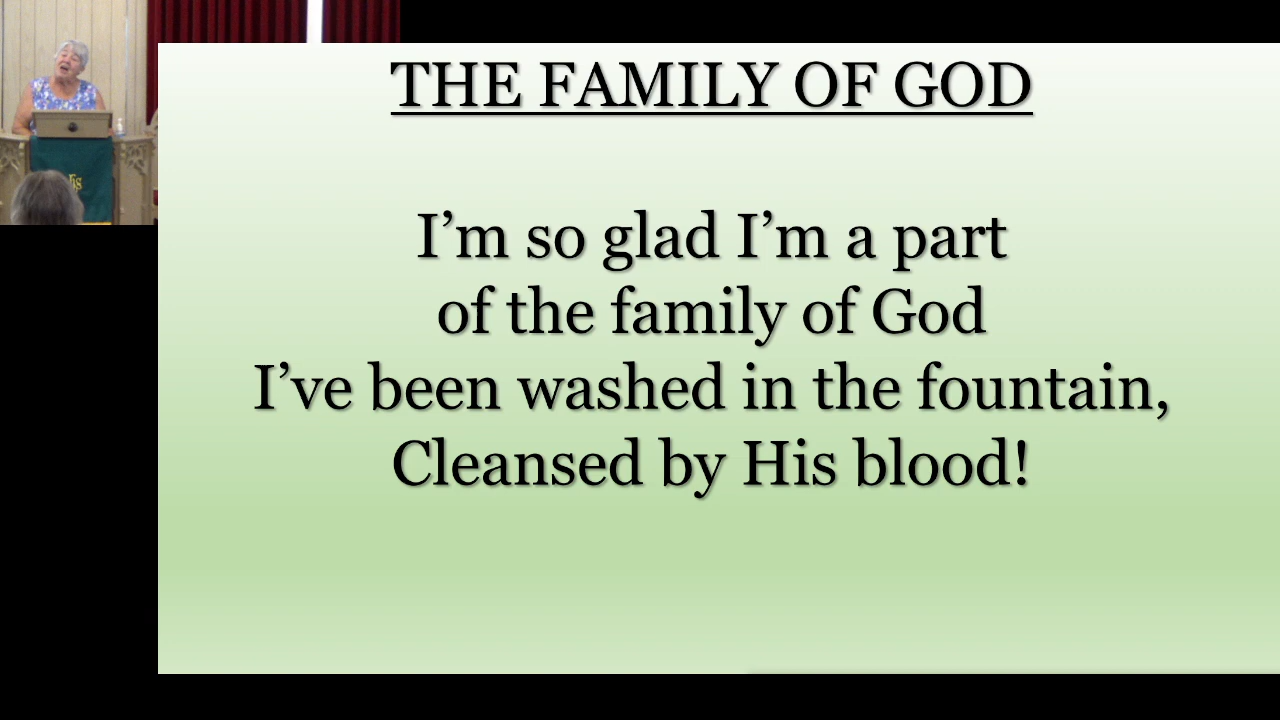 THE FAMILY OF GOD
I’m so glad I’m a part
of the family of God
I’ve been washed in the fountain,
Cleansed by His blood!